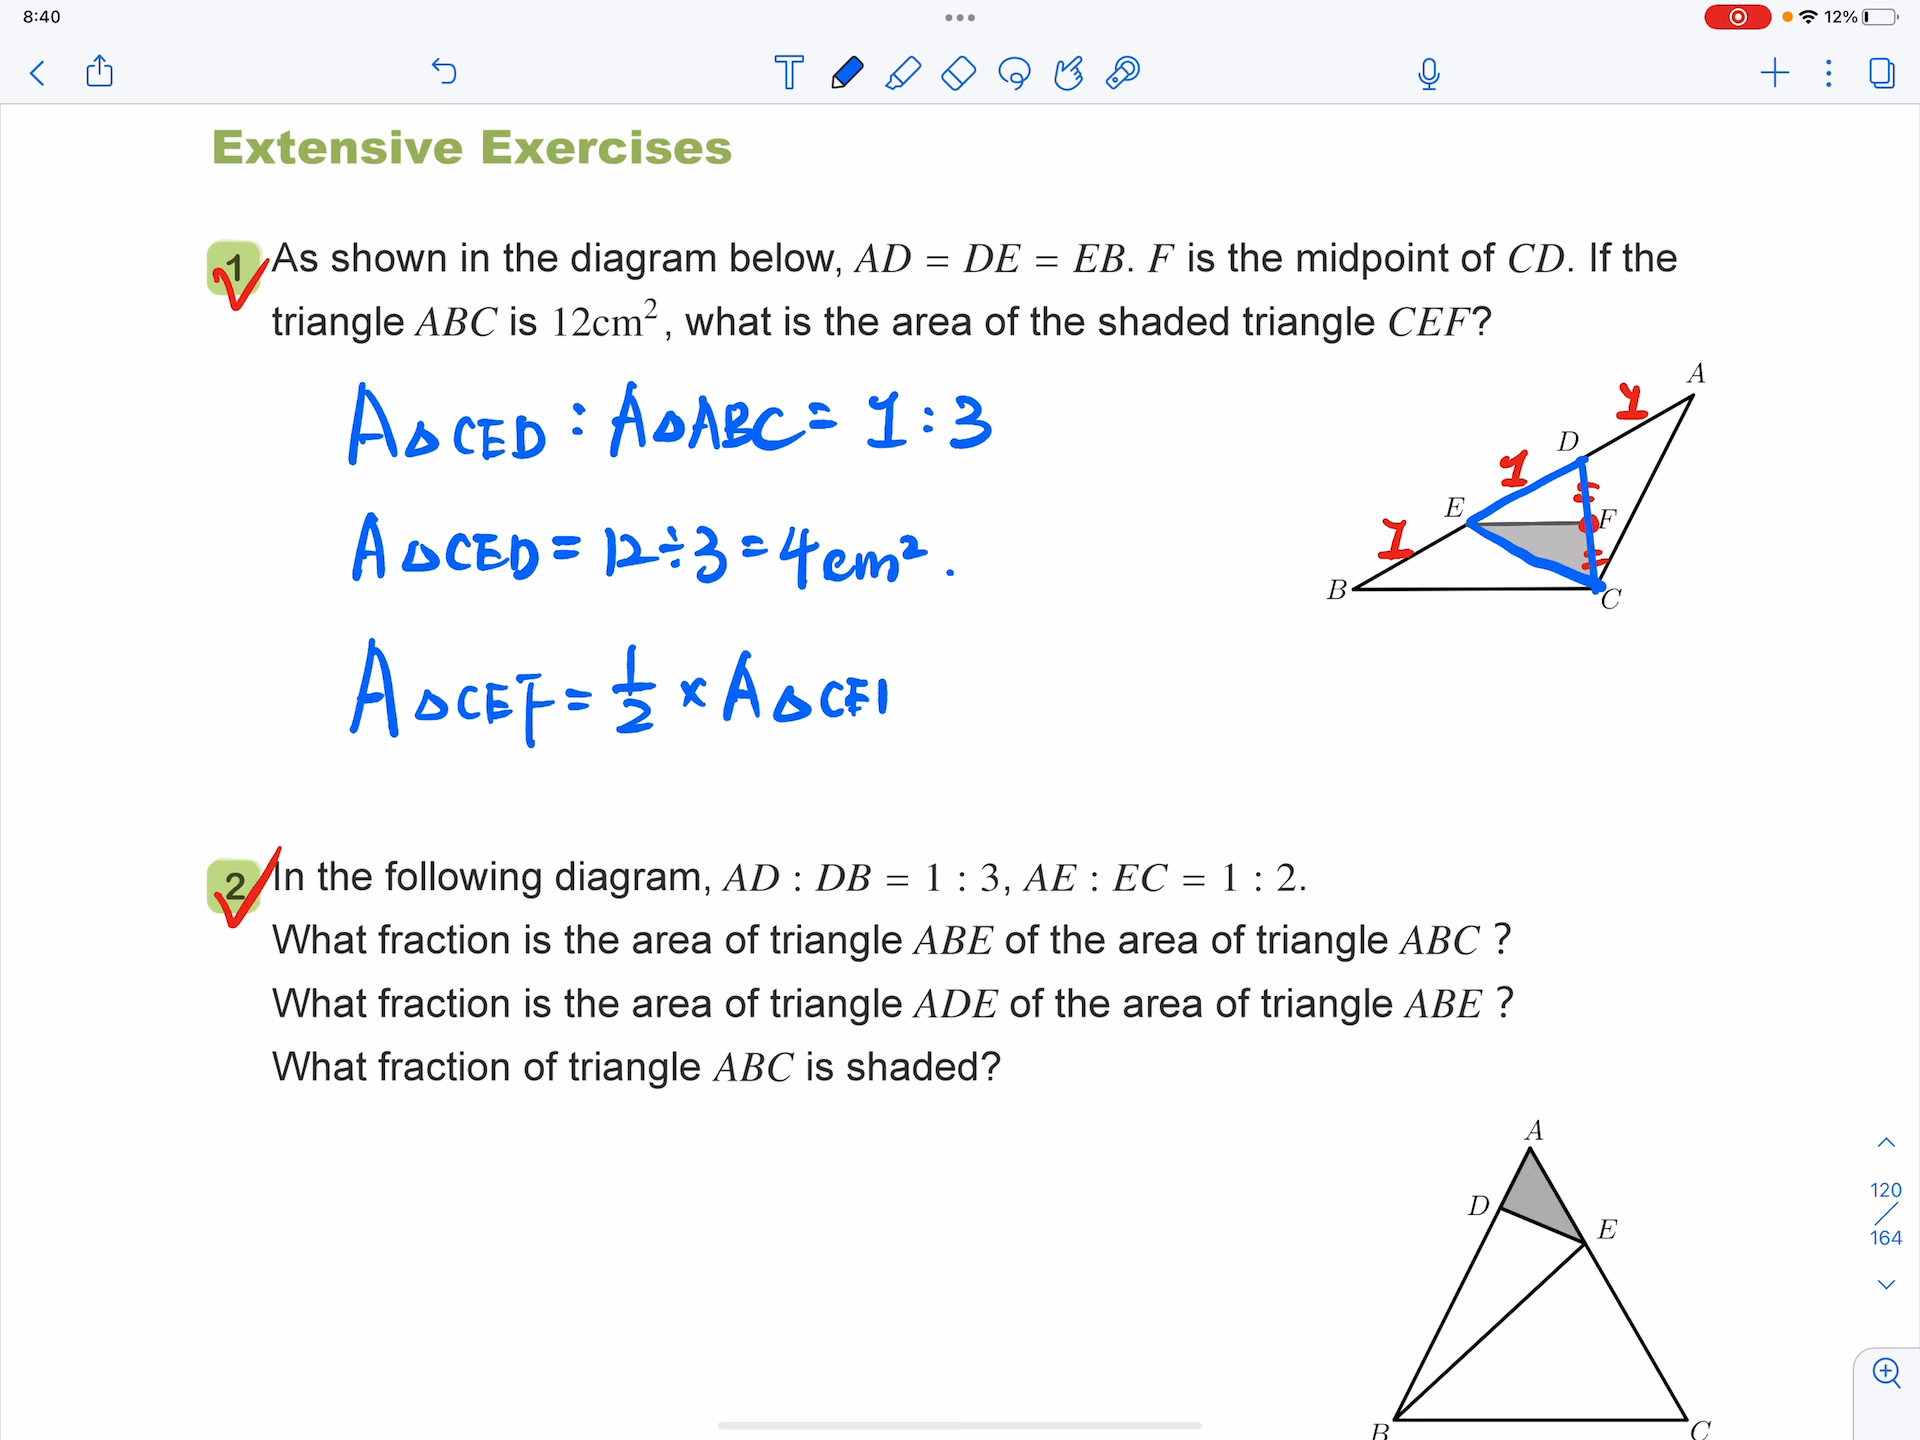 8:40
12%
Extensive Exercises
1 As shown in the diagram below, AD = DE = EB. F is the midpoint of CD. If the
triangle ABC is 12cm², what is the area of the shaded triangle CEF?
A△CED : A△ABC = 1 : 3
A△CED = 12÷3 = 4cm².
A△CEF = 1/2 × A△CEI
A
1
D
1
E
F
1
B
C
2 In the following diagram, AD : DB = 1 : 3, AE : EC = 1 : 2.
What fraction is the area of triangle ABE of the area of triangle ABC ?
What fraction is the area of triangle ADE of the area of triangle ABE ?
What fraction of triangle ABC is shaded?
A
D
E
B
C
120
/
164